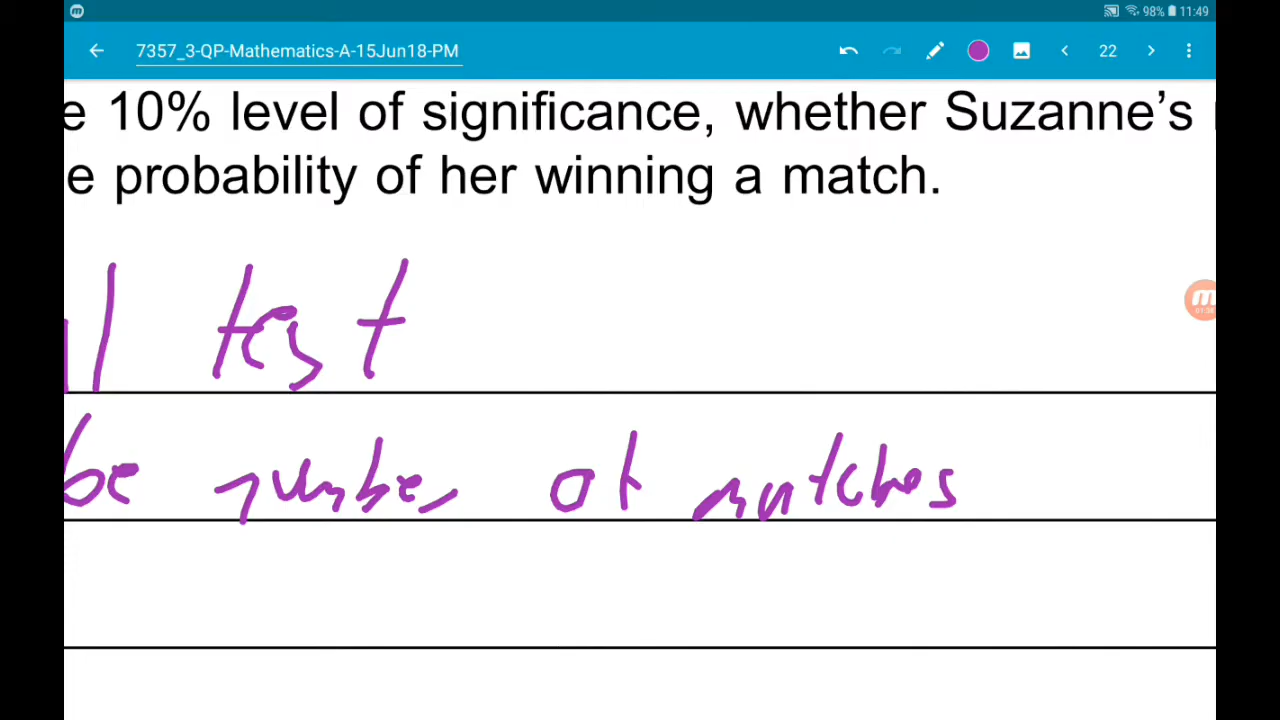 98% 11:49
7357_3-QP-Mathematics-A-15Jun18-PM 22
e 10% level of significance, whether Suzanne’s
e probability of her winning a match.
l test
be number of matches